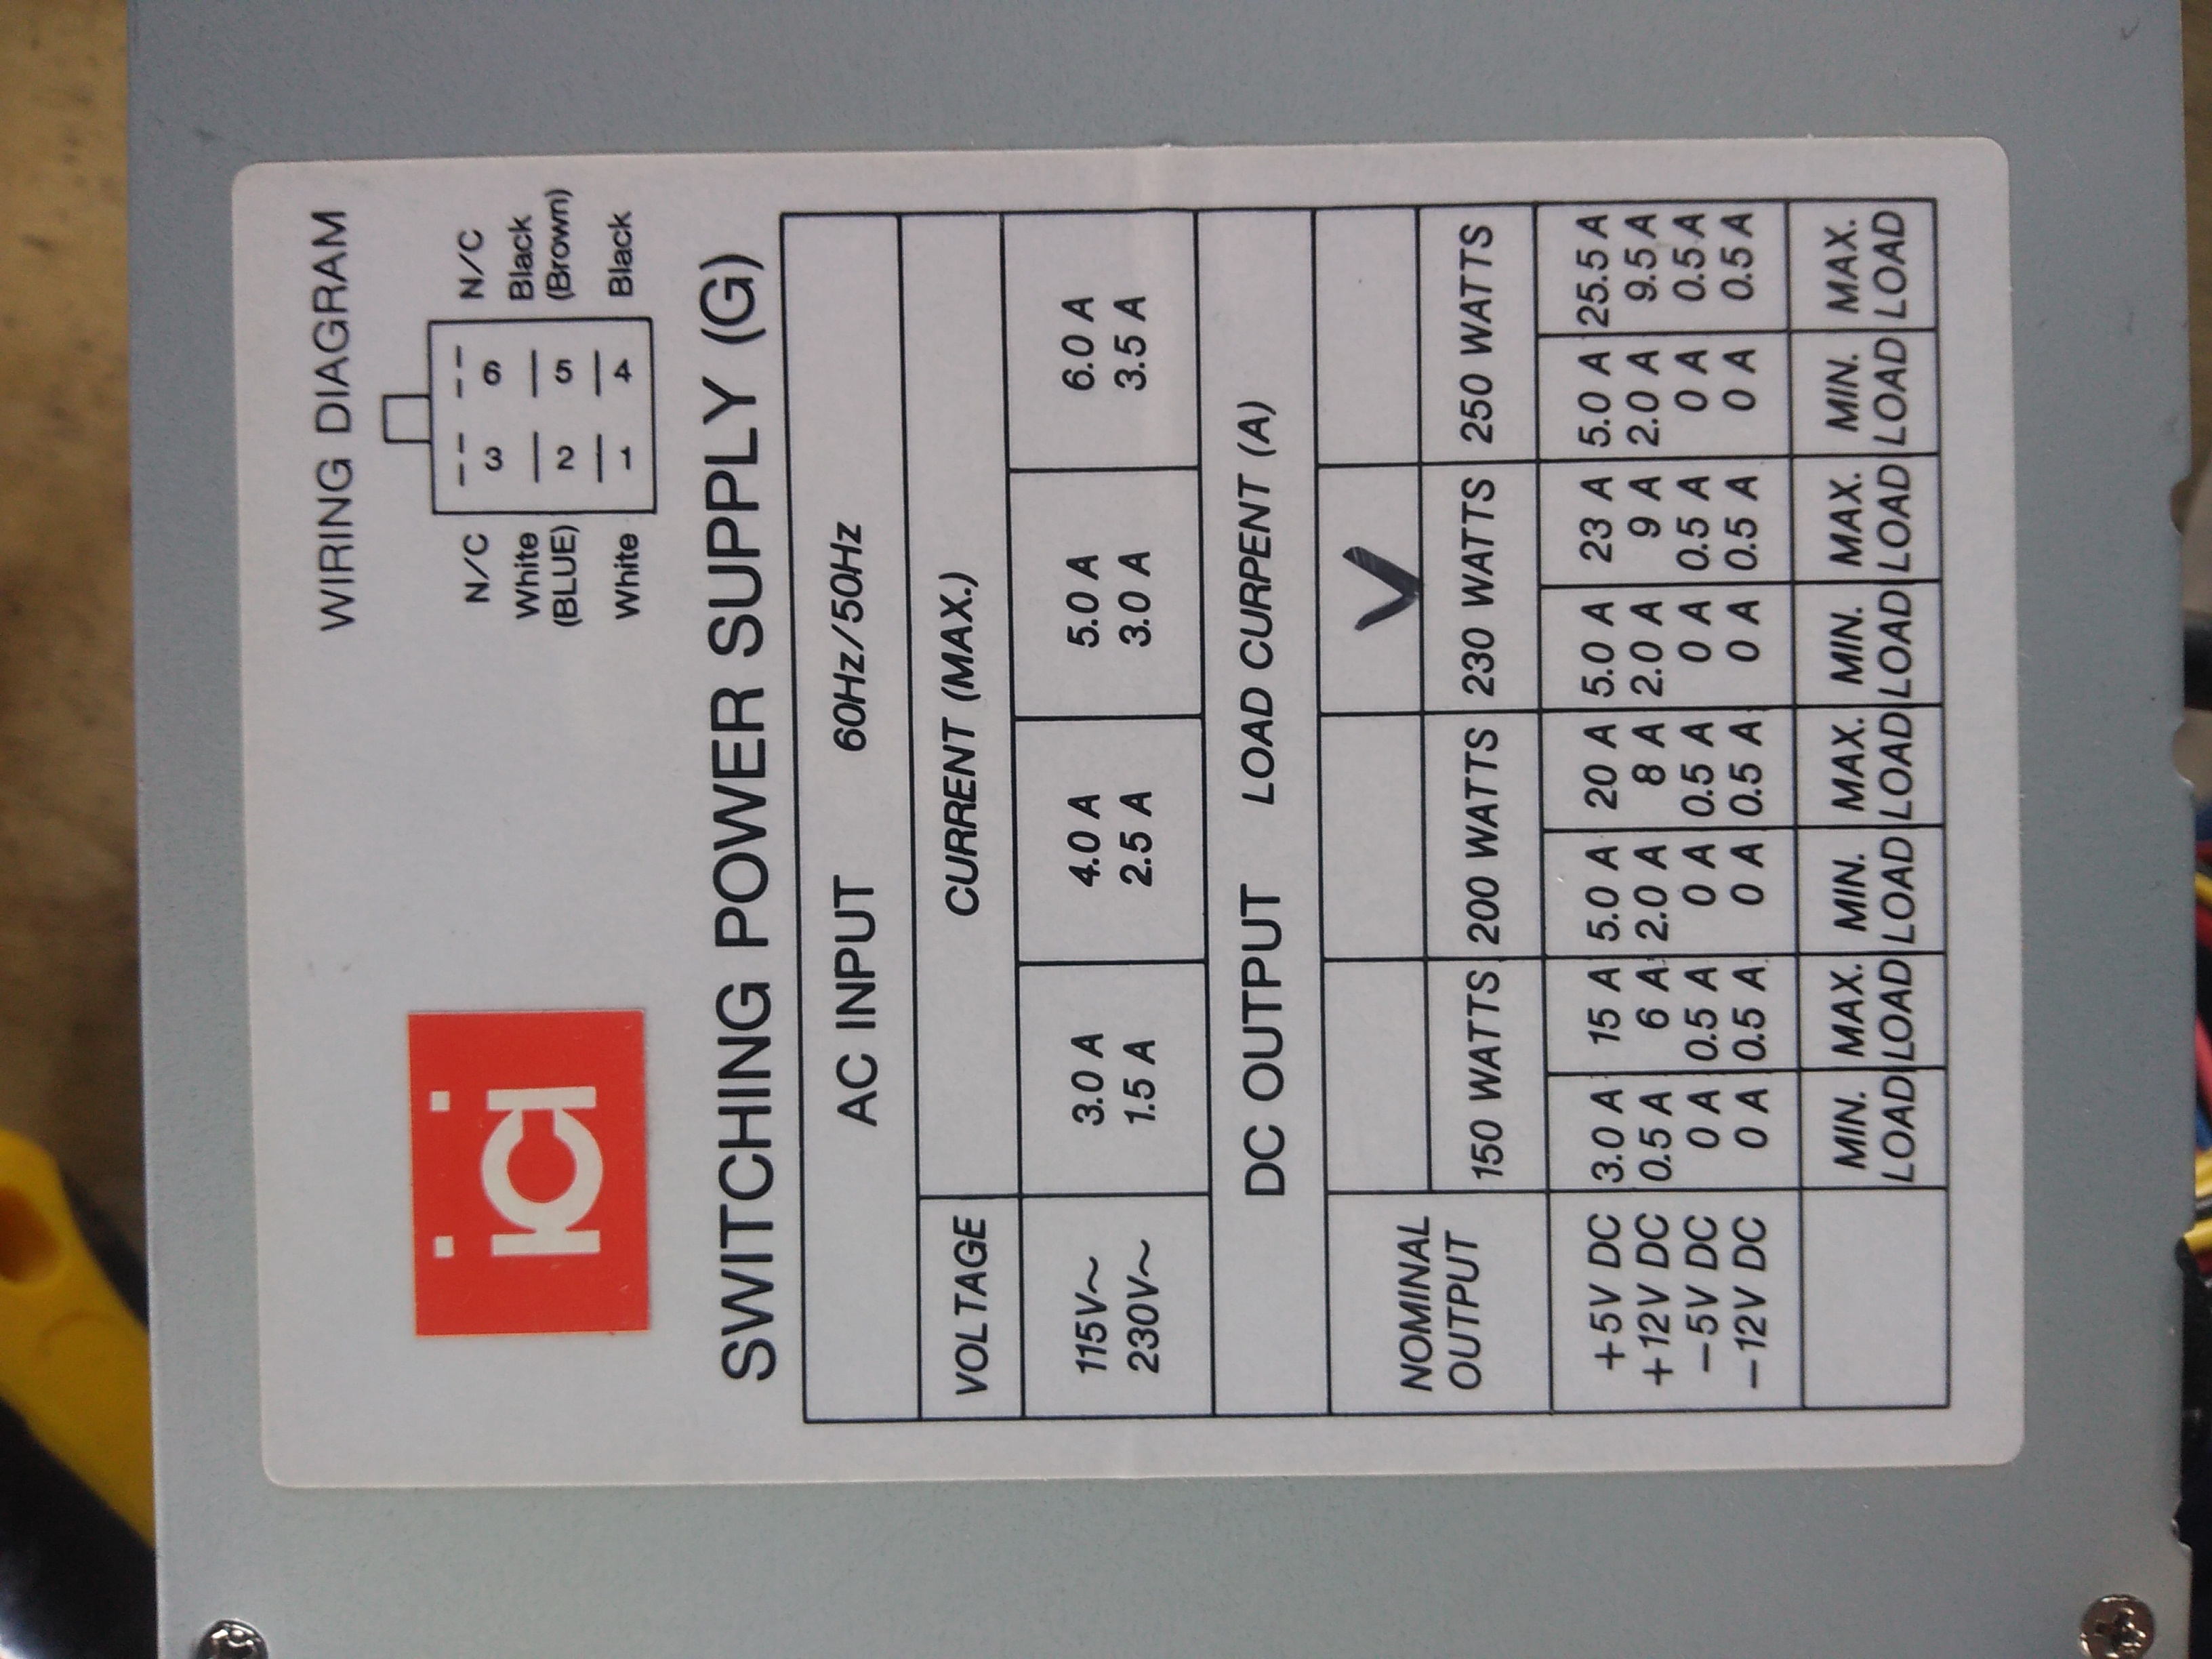 ici
WIRING DIAGRAM
N/C 3 6 N/C
White 2 5 Black
(BLUE) (Brown)
White 1 4 Black
SWITCHING POWER SUPPLY (G)
AC INPUT 60Hz/50Hz
VOLTAGE CURRENT (MAX.)
115V~ 3.0 A 4.0 A 5.0 A 6.0 A
230V~ 1.5 A 2.5 A 3.0 A 3.5 A
DC OUTPUT LOAD CURPENT (A)
NOMINAL
OUTPUT 150 WATTS 200 WATTS 230 WATTS 250 WATTS
+5V DC 3.0 A 15 A 5.0 A 20 A 5.0 A 23 A 5.0 A 25.5 A
+12V DC 0.5 A 6 A 2.0 A 8 A 2.0 A 9 A 2.0 A 9.5 A
−5V DC 0 A 0.5 A 0 A 0.5 A 0 A 0.5 A 0 A 0.5 A
−12V DC 0 A 0.5 A 0 A 0.5 A 0 A 0.5 A 0 A 0.5 A
MIN. MAX. MIN. MAX. MIN. MAX. MIN. MAX.
LOAD LOAD LOAD LOAD LOAD LOAD LOAD LOAD